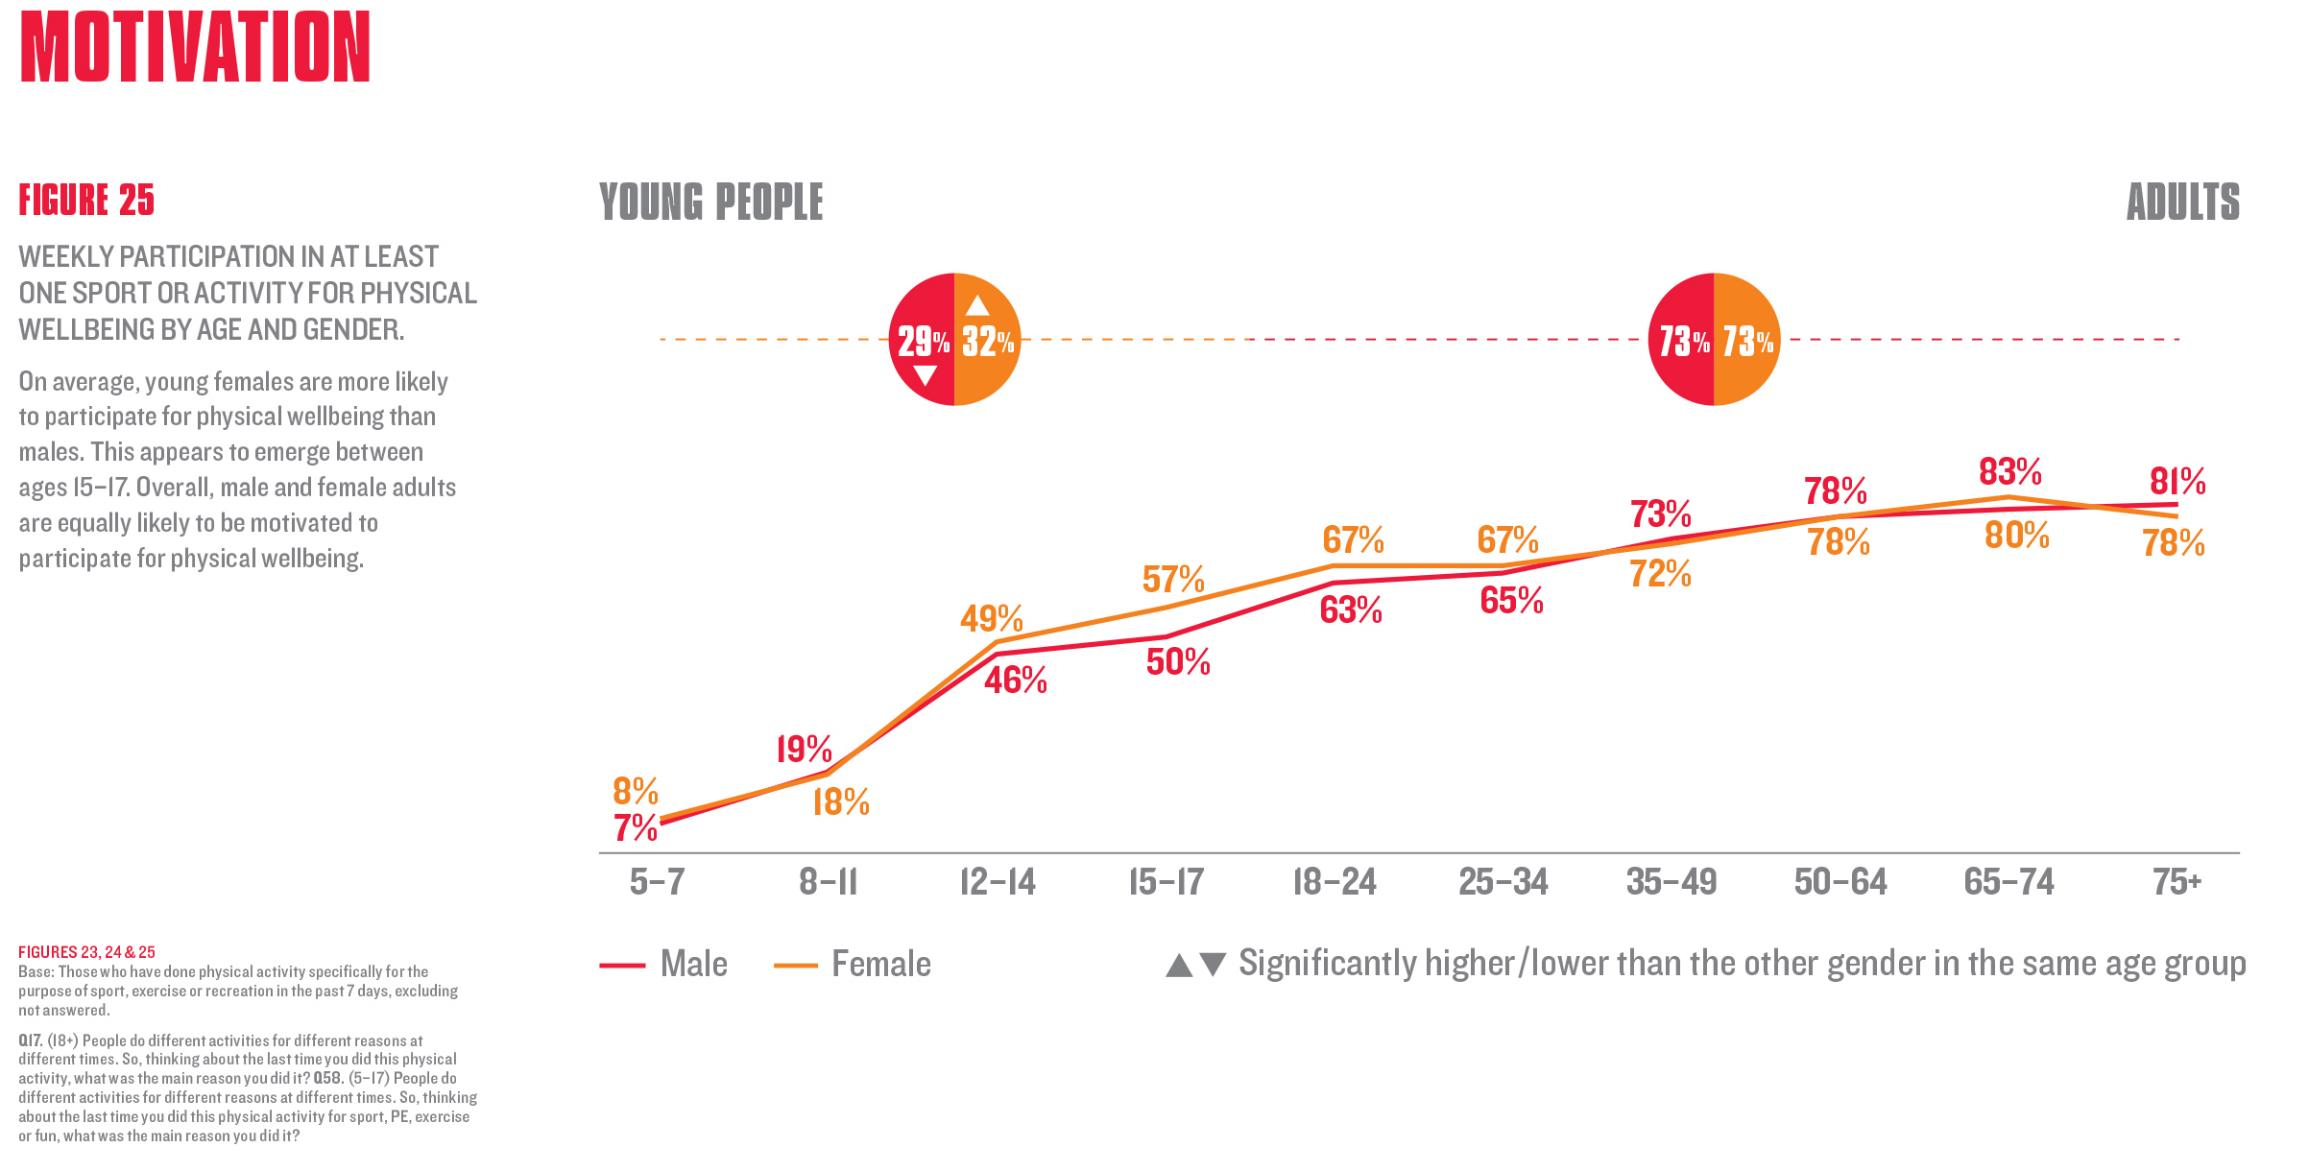 MOTIVATION
FIGURE 25
WEEKLY PARTICIPATION IN AT LEAST
ONE SPORT OR ACTIVITY FOR PHYSICAL
WELLBEING BY AGE AND GENDER.
On average, young females are more likely
to participate for physical wellbeing than
males. This appears to emerge between
ages 15–17. Overall, male and female adults
are equally likely to be motivated to
participate for physical wellbeing.
FIGURES 23, 24 & 25
Base: Those who have done physical activity specifically for the
purpose of sport, exercise or recreation in the past 7 days, excluding
not answered.
Q17. (18+) People do different activities for different reasons at
different times. So, thinking about the last time you did this physical
activity, what was the main reason you did it? Q58. (5–17) People do
different activities for different reasons at different times. So, thinking
about the last time you did this physical activity for sport, PE, exercise
or fun, what was the main reason you did it?
YOUNG PEOPLE
ADULTS
29% 32%
73% 73%
8%
7%
19%
18%
49%
46%
57%
50%
67%
63%
67%
65%
73%
72%
78%
78%
83%
80%
81%
78%
5–7 8–11 12–14 15–17 18–24 25–34 35–49 50–64 65–74 75+
Male Female
▲▼ Significantly higher/lower than the other gender in the same age group